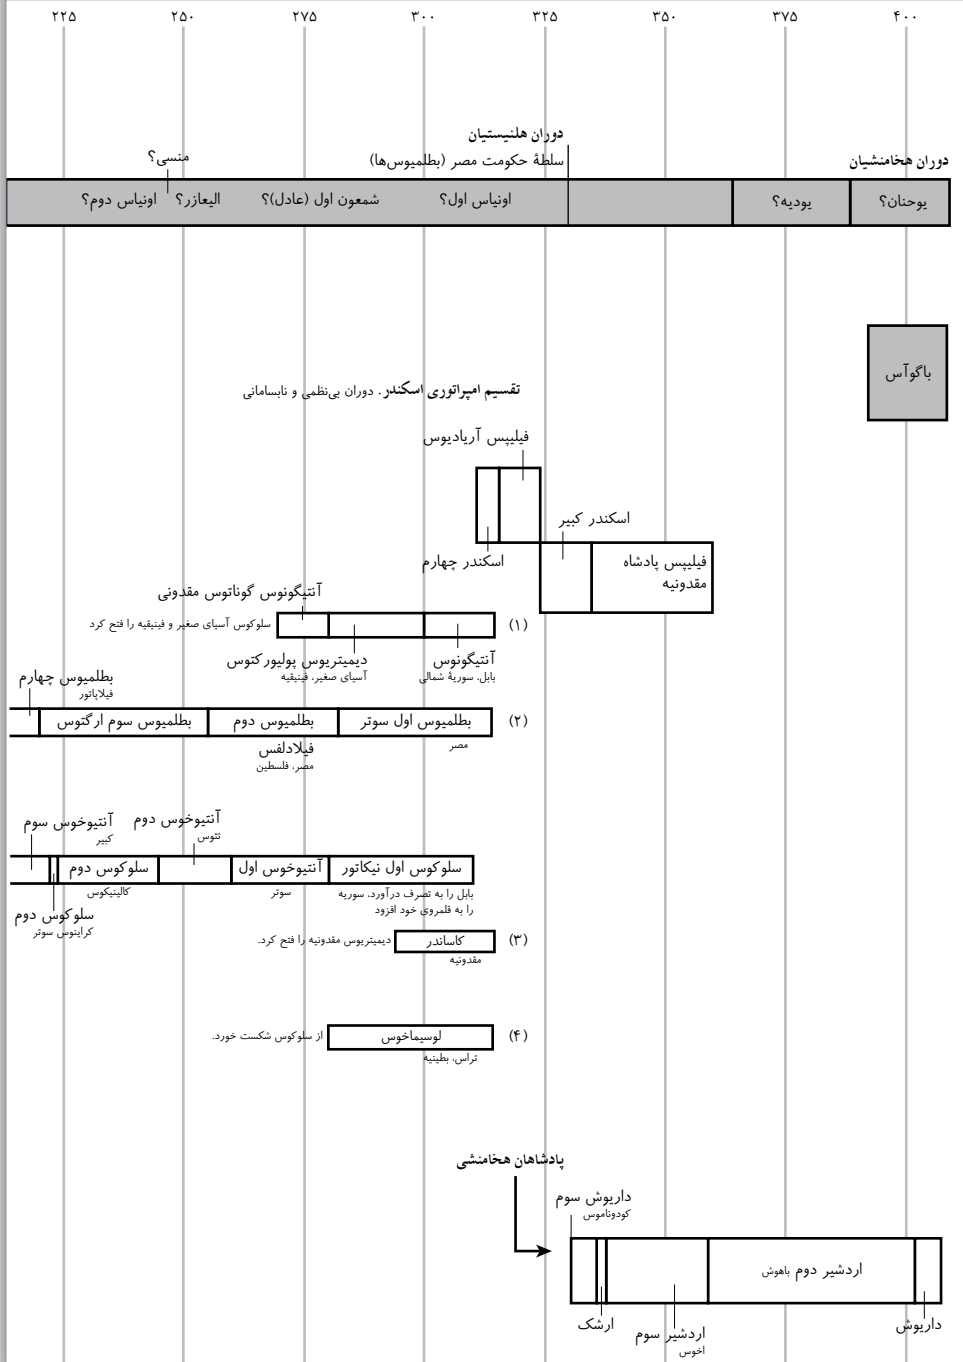 ۴۰۰ ۳۷۵ ۳۵۰ ۳۲۵ ۳۰۰ ۲۷۵ ۲۵۰ ۲۲۵
دوران هخامنشیان
دوران هلنیستیان
سلطهٔ حکومت مصر (بطلمیوس‌ها)
منسی؟
یوحنان؟ یودیه؟ اونیاس اول؟ شمعون اول (عادل)؟ الیعازر؟ اونیاس دوم؟
باگوآس
تقسیم امپراتوری اسکندر. دوران بی‌نظمی و نابسامانی
فیلیپس آریادیوس
اسکندر کبیر
اسکندر چهارم
فیلیپس پادشاه
مقدونیه
آنتیگونوس گوناتوس مقدونی
(۱)
سلوکوس آسیای صغیر و فینیقیه را فتح کرد
آنتیگونوس
بابل، سوریهٔ شمالی
دیمیتریوس پولیورکتوس
آسیای صغیر، فینیقیه
بطلمیوس چهارم
فیلاپاتور
(۲) بطلمیوس اول سوتر بطلمیوس دوم بطلمیوس سوم ارگتوس
مصر
فیلادلفس
مصر، فلسطین
آنتیوخوس دوم
تئوس
آنتیوخوس سوم
کبیر
سلوکوس اول نیکاتور آنتیوخوس اول سلوکوس دوم
بابل را به تصرف درآورد، سوریه
را به قلمروی خود افزود
سوتر
کالینیکوس
سلوکوس دوم
کراینوس سوتر
(۳) کاساندر دیمیتریوس مقدونیه را فتح کرد.
مقدونیه
(۴) لوسیماخوس از سلوکوس شکست خورد.
تراس، بطینیه
پادشاهان هخامنشی
داریوش سوم
کودوناموس
اردشیر دوم باهوش
داریوش
اردشیر سوم
اخوس
ارشک